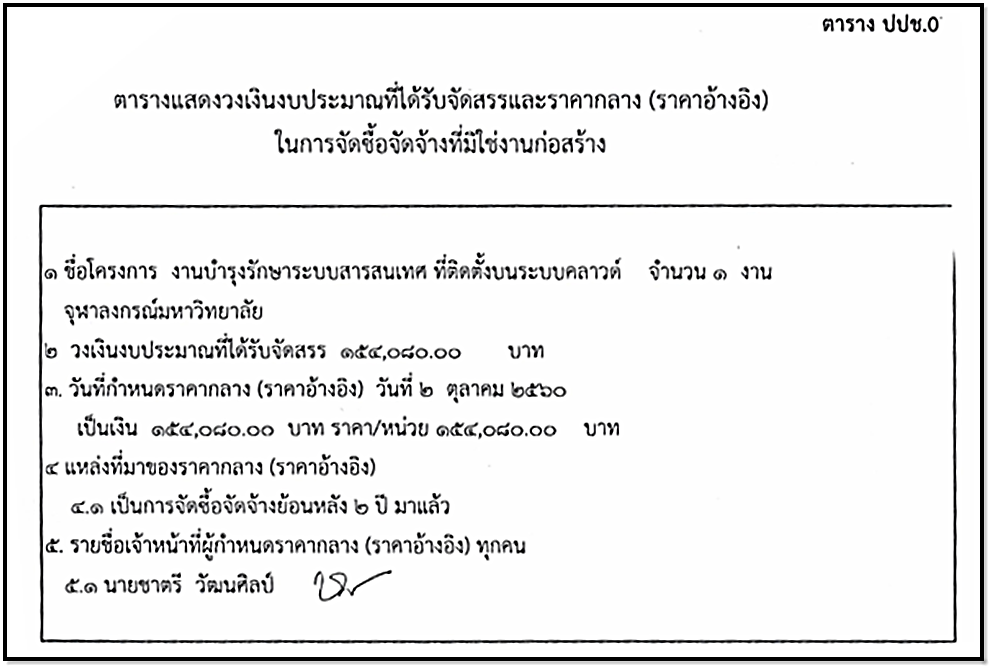 ตาราง ปปช.0
ตารางแสดงวงเงินงบประมาณที่ได้รับจัดสรรและราคากลาง (ราคาอ้างอิง)
ในการจัดซื้อจัดจ้างที่มิใช่งานก่อสร้าง
๑ ชื่อโครงการ งานบำรุงรักษาระบบสารสนเทศ ที่ติดตั้งบนระบบคลาวด์ จำนวน ๑ งาน
จุฬาลงกรณ์มหาวิทยาลัย
๒ วงเงินงบประมาณที่ได้รับจัดสรร ๑๕๔,๐๘๐.๐๐ บาท
๓. วันที่กำหนดราคากลาง (ราคาอ้างอิง) วันที่ ๒ ตุลาคม ๒๕๖๐
เป็นเงิน ๑๕๔,๐๘๐.๐๐ บาท ราคา/หน่วย ๑๕๔,๐๘๐.๐๐ บาท
๔ แหล่งที่มาของราคากลาง (ราคาอ้างอิง)
๔.๑ เป็นการจัดซื้อจัดจ้างย้อนหลัง ๒ ปี มาแล้ว
๕. รายชื่อเจ้าหน้าที่ผู้กำหนดราคากลาง (ราคาอ้างอิง) ทุกคน
๕.๑ นายชาตรี วัฒนศิลป์